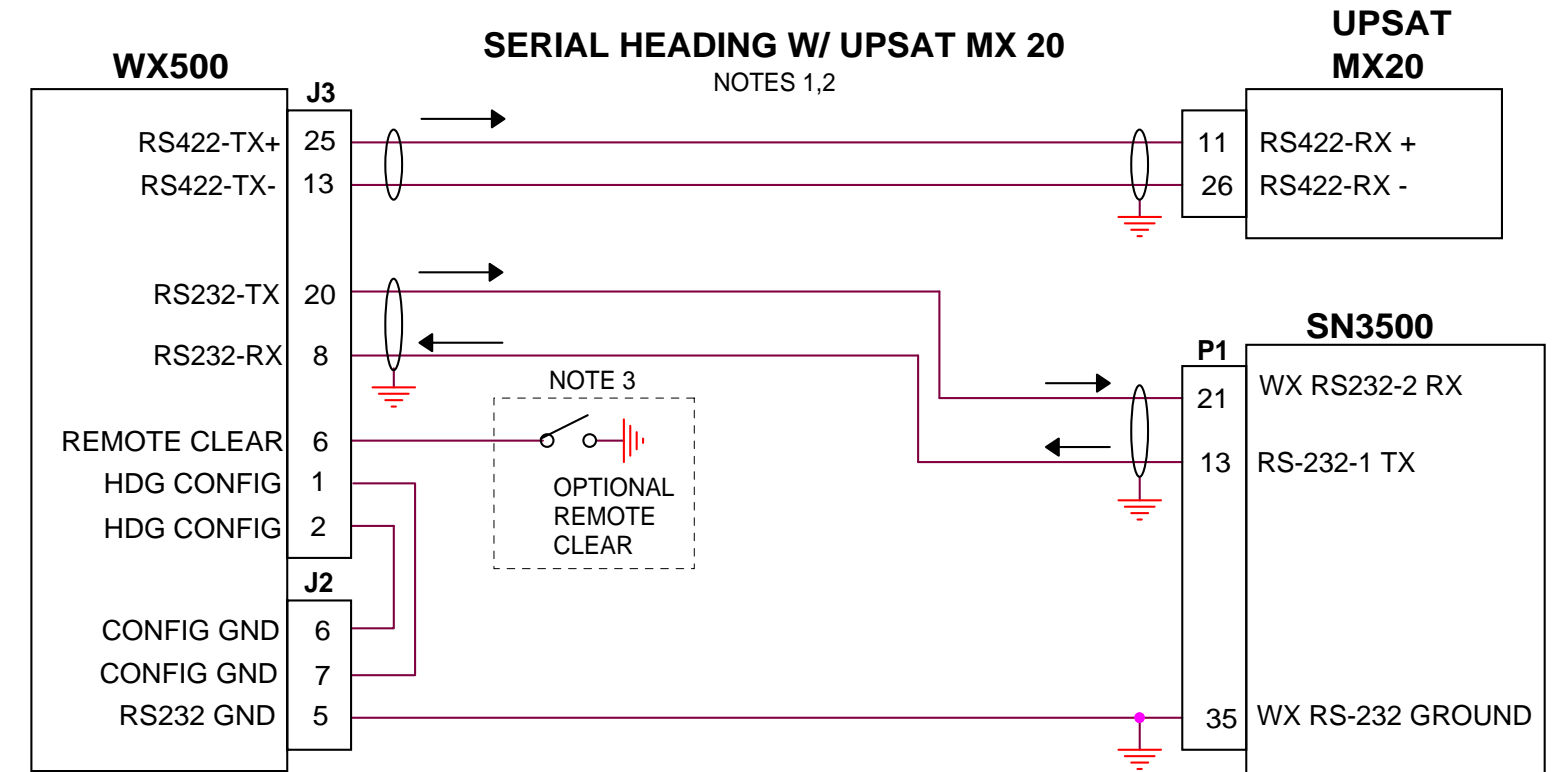 SERIAL HEADING W/ UPSAT MX 20
NOTES 1,2
WX500
J3
RS422-TX+ 25
RS422-TX- 13
RS232-TX 20
RS232-RX 8
REMOTE CLEAR 6
HDG CONFIG 1
HDG CONFIG 2
J2
CONFIG GND 6
CONFIG GND 7
RS232 GND 5
NOTE 3
OPTIONAL
REMOTE
CLEAR
UPSAT
MX20
11 RS422-RX +
26 RS422-RX -
SN3500
P1
21 WX RS232-2 RX
13 RS-232-1 TX
35 WX RS-232 GROUND